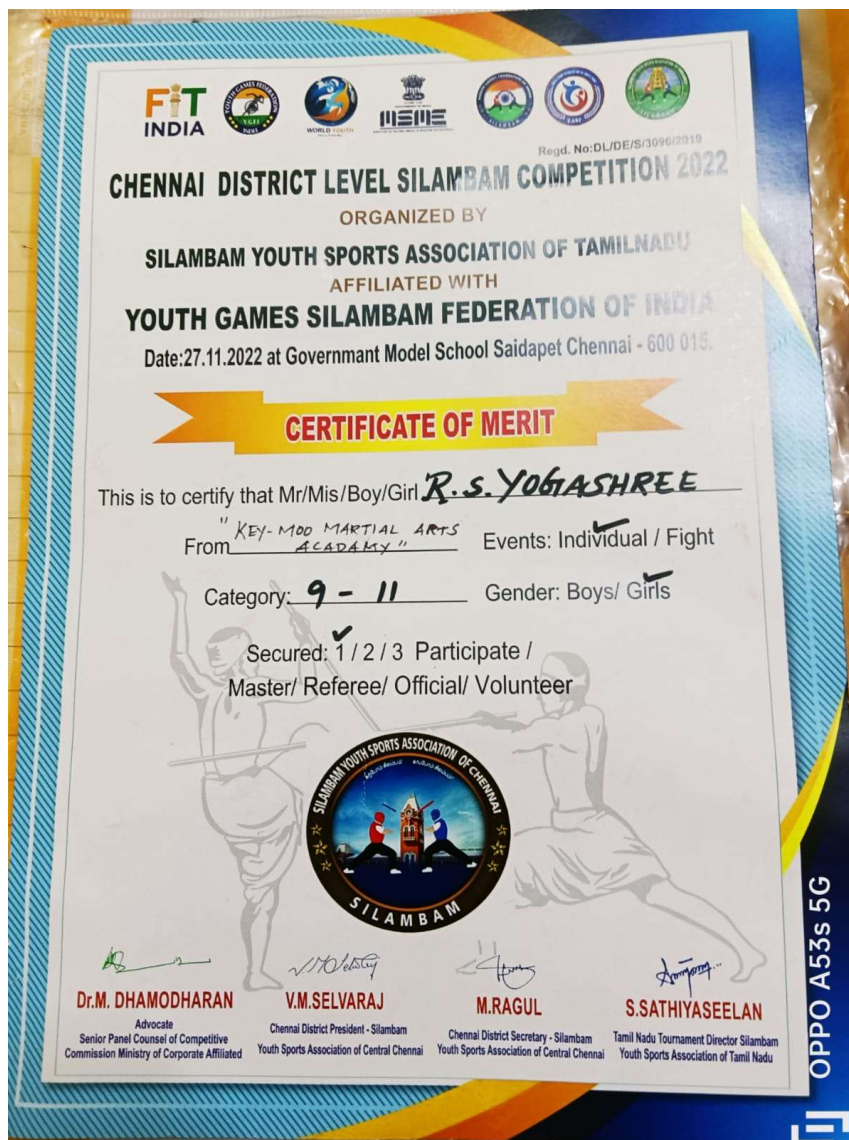 FIT
INDIA
YOUTH GAMES FEDERATION
Y.G.F.I
INDIA
WORLD YOUTH
MSME
SILAMBAM
Regd. No:DL/DE/S/3096/2019
CHENNAI DISTRICT LEVEL SILAMBAM COMPETITION 2022
ORGANIZED BY
SILAMBAM YOUTH SPORTS ASSOCIATION OF TAMILNADU
AFFILIATED WITH
YOUTH GAMES SILAMBAM FEDERATION OF INDIA
Date:27.11.2022 at Governmant Model School Saidapet Chennai - 600 015.
CERTIFICATE OF MERIT
This is to certify that Mr/Mis/Boy/Girl R.S.YOGASHREE
From "KEY-MOO MARTIAL ARTS ACADAMY" Events: Individual / Fight
Category: 9 - 11 Gender: Boys/ Girls
Secured: 1 / 2 / 3 Participate /
Master/ Referee/ Official/ Volunteer
SILAMBAM YOUTH SPORTS ASSOCIATION OF CHENNAI
SILAMBAM
Dr.M. DHAMODHARAN V.M.SELVARAJ M.RAGUL S.SATHIYASEELAN
Advocate Chennai District President - Silambam Chennai District Secretary - Silambam Tamil Nadu Tournament Director Silambam
Senior Panel Counsel of Competitive Youth Sports Association of Central Chennai Youth Sports Association of Central Chennai Youth Sports Association of Tamil Nadu
Commission Ministry of Corporate Affiliated
OPPO A53s 5G